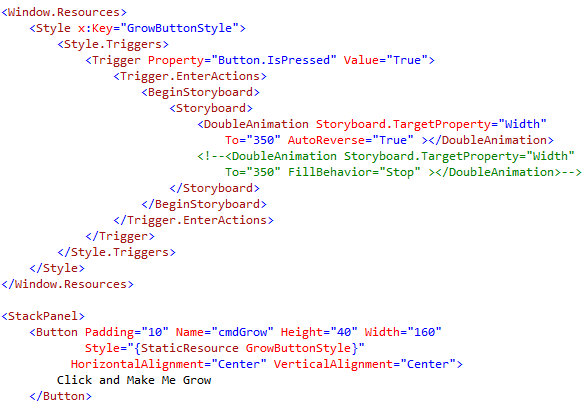 <Window.Resources>
    <Style x:Key="GrowButtonStyle">
        <Style.Triggers>
            <Trigger Property="Button.IsPressed" Value="True">
                <Trigger.EnterActions>
                    <BeginStoryboard>
                        <Storyboard>
                            <DoubleAnimation Storyboard.TargetProperty="Width"
                                To="350" AutoReverse="True" ></DoubleAnimation>
                            <!--<DoubleAnimation Storyboard.TargetProperty="Width"
                                To="350" FillBehavior="Stop" ></DoubleAnimation>-->
                        </Storyboard>
                    </BeginStoryboard>
                </Trigger.EnterActions>
            </Trigger>
        </Style.Triggers>
    </Style>
</Window.Resources>

<StackPanel>
    <Button Padding="10" Name="cmdGrow" Height="40" Width="160"
            Style="{StaticResource GrowButtonStyle}"
          HorizontalAlignment="Center" VerticalAlignment="Center">
        Click and Make Me Grow
    </Button>